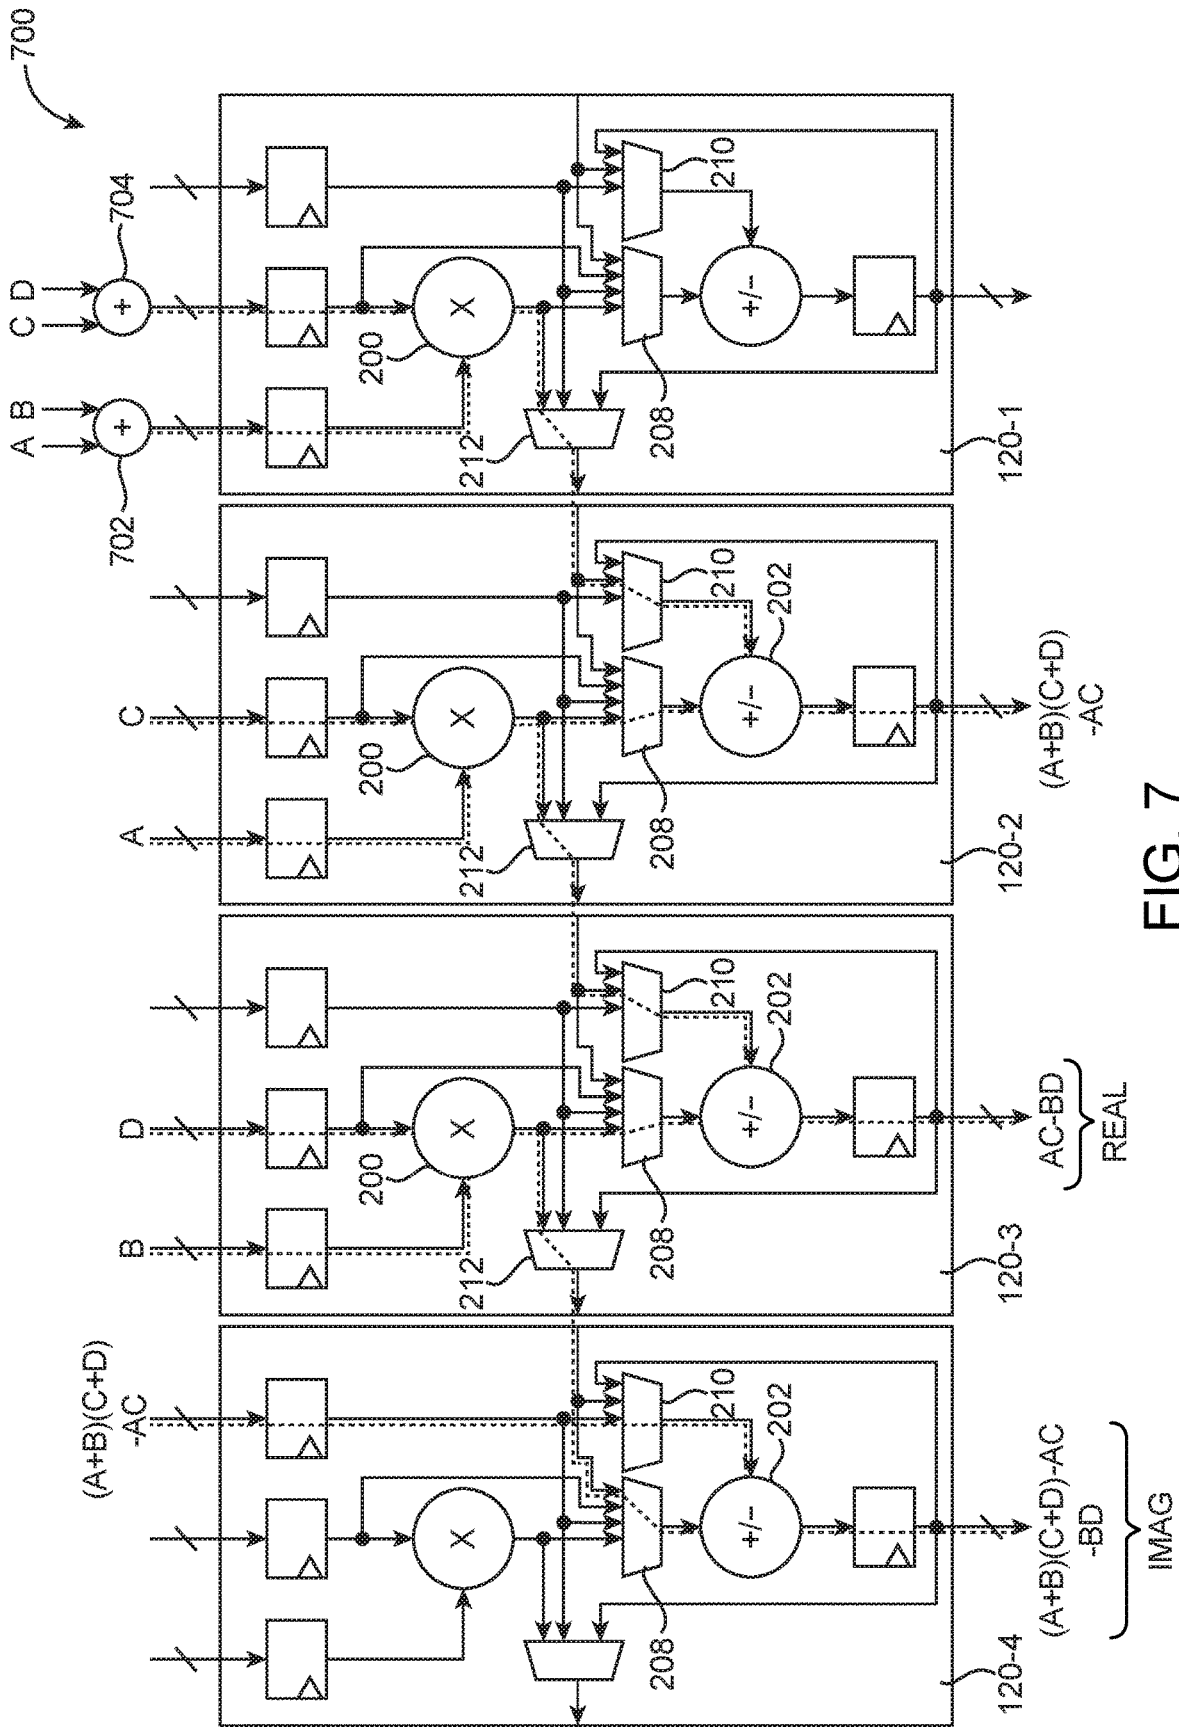 A B
C D
700
(A+B)(C+D)
-AC
B
D
A
C
702
+
+
704
200
200
200
X
X
X
X
212
212
212
208
208
208
208
210
210
210
210
+/-
+/-
+/-
+/-
202
202
202
120-4
120-3
120-2
120-1
(A+B)(C+D)-AC
-BD
IMAG
AC-BD
REAL
(A+B)(C+D)
-AC
FIG. 7